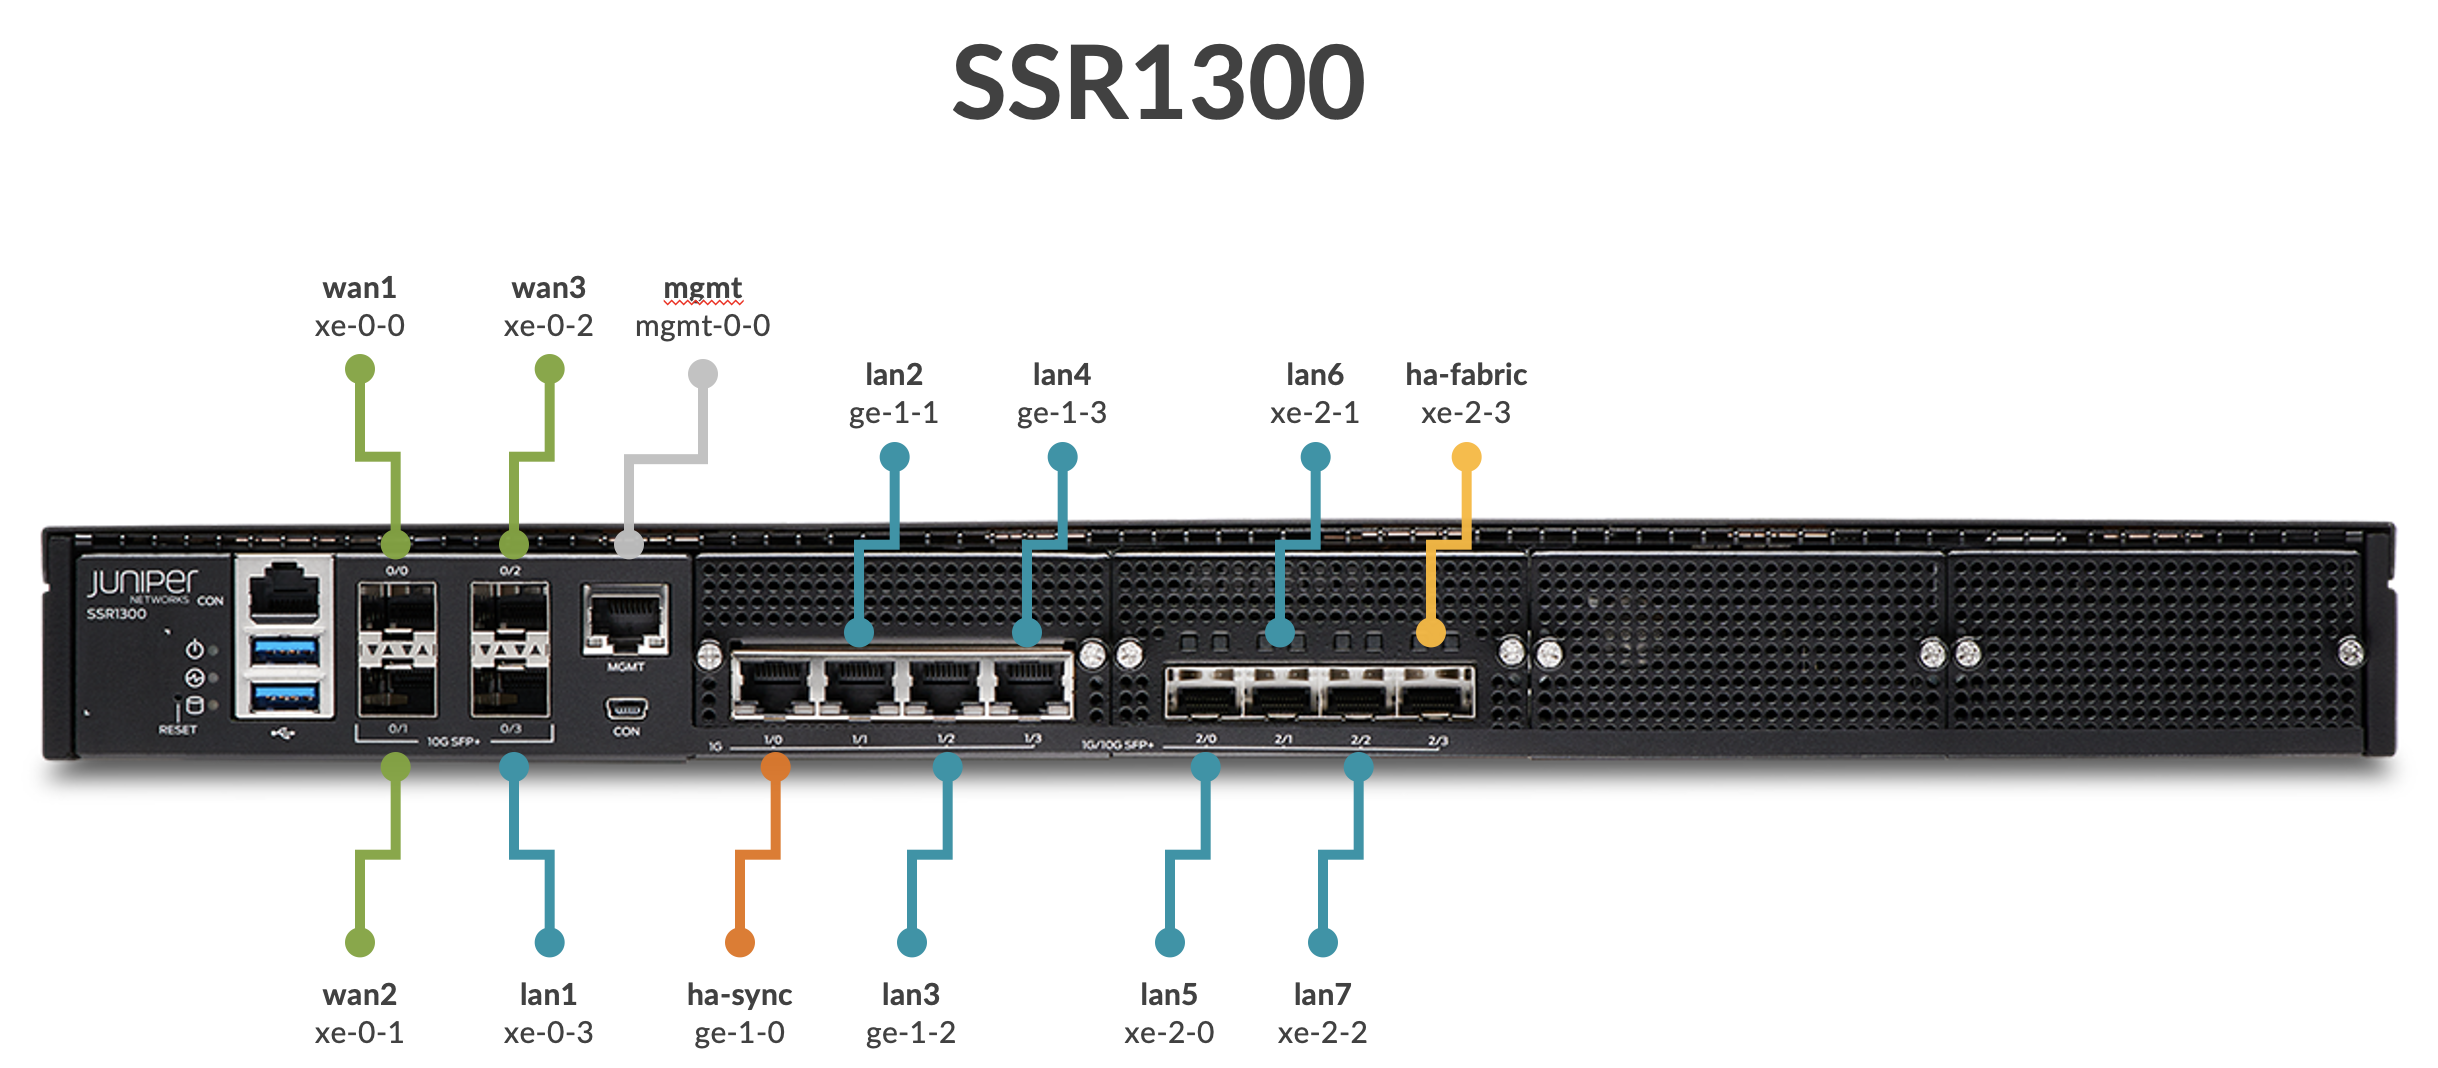 SSR1300
wan1
xe-0-0
wan3
xe-0-2
mgmt
mgmt-0-0
lan2
ge-1-1
lan4
ge-1-3
lan6
xe-2-1
ha-fabric
xe-2-3
JUNIPER
NETWORKS
SSR1300
CON
RESET
0/0
0/2
0/1
0/3
10G SFP+
MGMT
CON
1G
1/0
1/1
1/2
1/3
1G/10G SFP+
2/0
2/1
2/2
2/3
wan2
xe-0-1
lan1
xe-0-3
ha-sync
ge-1-0
lan3
ge-1-2
lan5
xe-2-0
lan7
xe-2-2